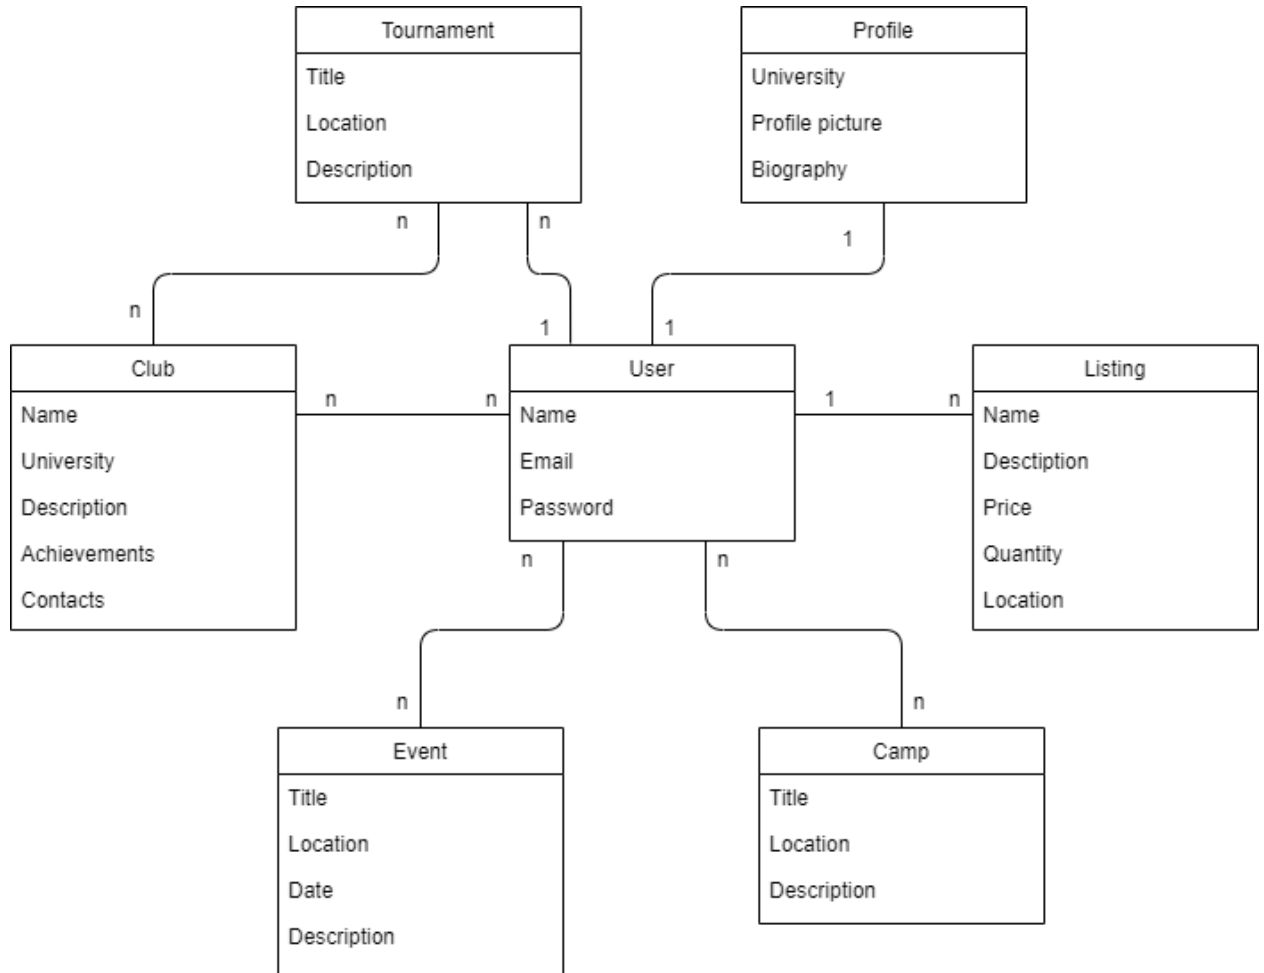 Tournament
Title
Location
Description
Profile
University
Profile picture
Biography
n
n
1
n
1
1
Club
Name
University
Description
Achievements
Contacts
n
n
User
Name
Email
Password
1
n
Listing
Name
Desctiption
Price
Quantity
Location
n
n
n
n
Event
Title
Location
Date
Description
Camp
Title
Location
Description